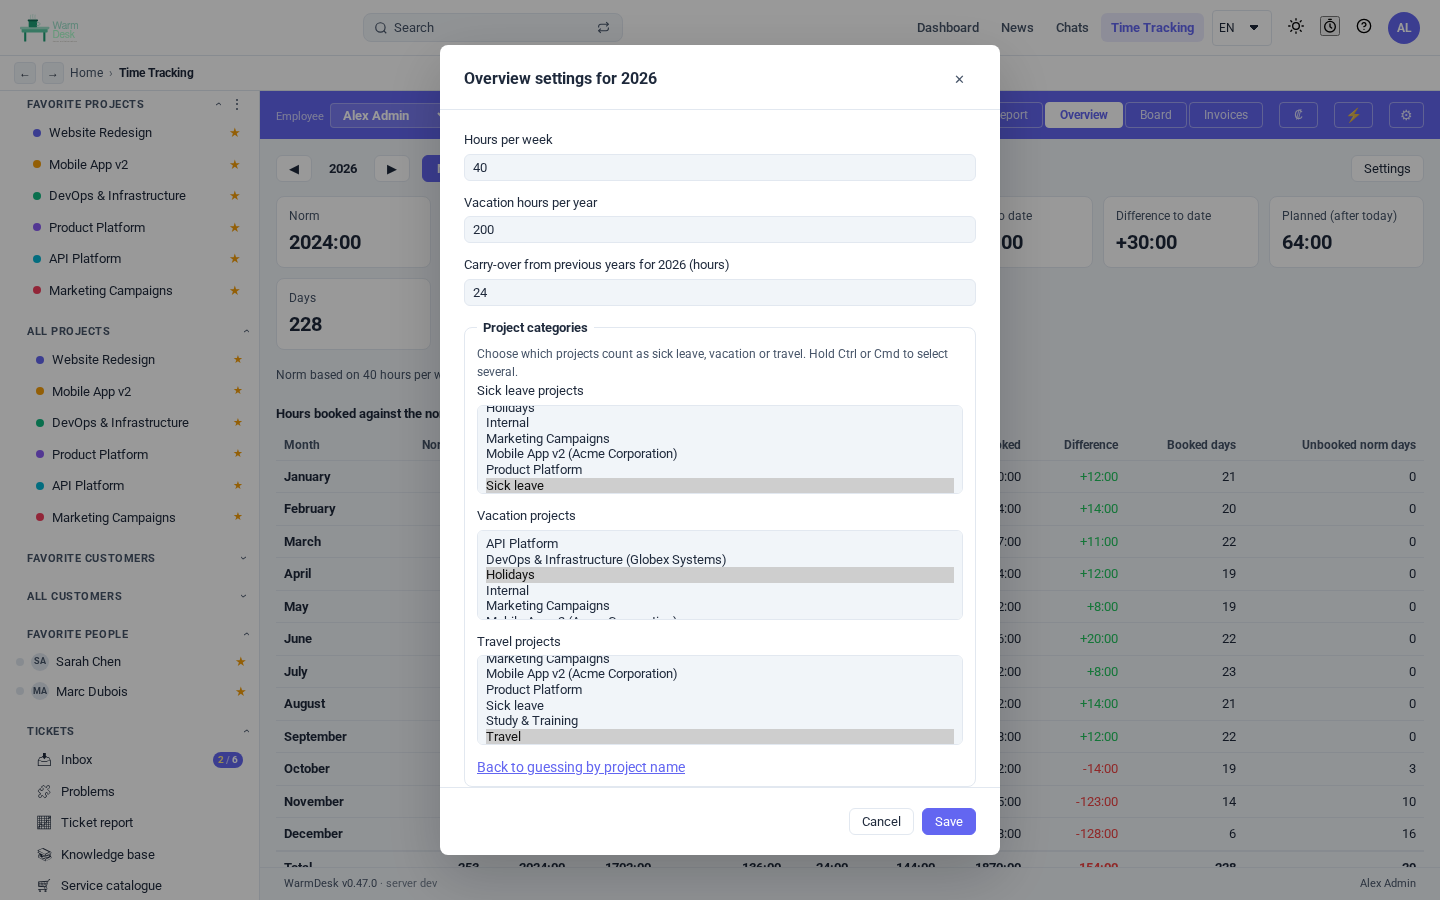 Warm
Desk
Search
Dashboard
News
Chats
Time Tracking
EN
AL
Home › Time Tracking
FAVORITE PROJECTS
Website Redesign
Mobile App v2
DevOps & Infrastructure
Product Platform
API Platform
Marketing Campaigns
ALL PROJECTS
Website Redesign
Mobile App v2
DevOps & Infrastructure
Product Platform
API Platform
Marketing Campaigns
FAVORITE CUSTOMERS
ALL CUSTOMERS
FAVORITE PEOPLE
SA Sarah Chen
MA Marc Dubois
TICKETS
Inbox 2 / 6
Problems
Ticket report
Knowledge base
Service catalogue
Employee Alex Admin
Overview
Board
Invoices
2026
Settings
Norm
2024:00
Difference to date
+30:00
Planned (after today)
64:00
Days
228
Norm based on 40 hours per
Hours booked against the
Month Difference Booked days Unbooked norm days
January +12:00 21 0
February +14:00 20 0
March +11:00 22 0
April +12:00 19 0
May +8:00 19 0
June +20:00 22 0
July +8:00 23 0
August +14:00 21 0
September +12:00 22 0
October -14:00 19 3
November -123:00 14 10
December -128:00 6 16
Overview settings for 2026
×
Hours per week
40
Vacation hours per year
200
Carry-over from previous years for 2026 (hours)
24
Project categories
Choose which projects count as sick leave, vacation or travel. Hold Ctrl or Cmd to select
several.
Sick leave projects
Holidays
Internal
Marketing Campaigns
Mobile App v2 (Acme Corporation)
Product Platform
Sick leave
Vacation projects
API Platform
DevOps & Infrastructure (Globex Systems)
Holidays
Internal
Marketing Campaigns
Travel projects
Marketing Campaigns
Mobile App v2 (Acme Corporation)
Product Platform
Sick leave
Study & Training
Travel
Back to guessing by project name
Cancel
Save
WarmDesk v0.47.0 · server dev
Alex Admin